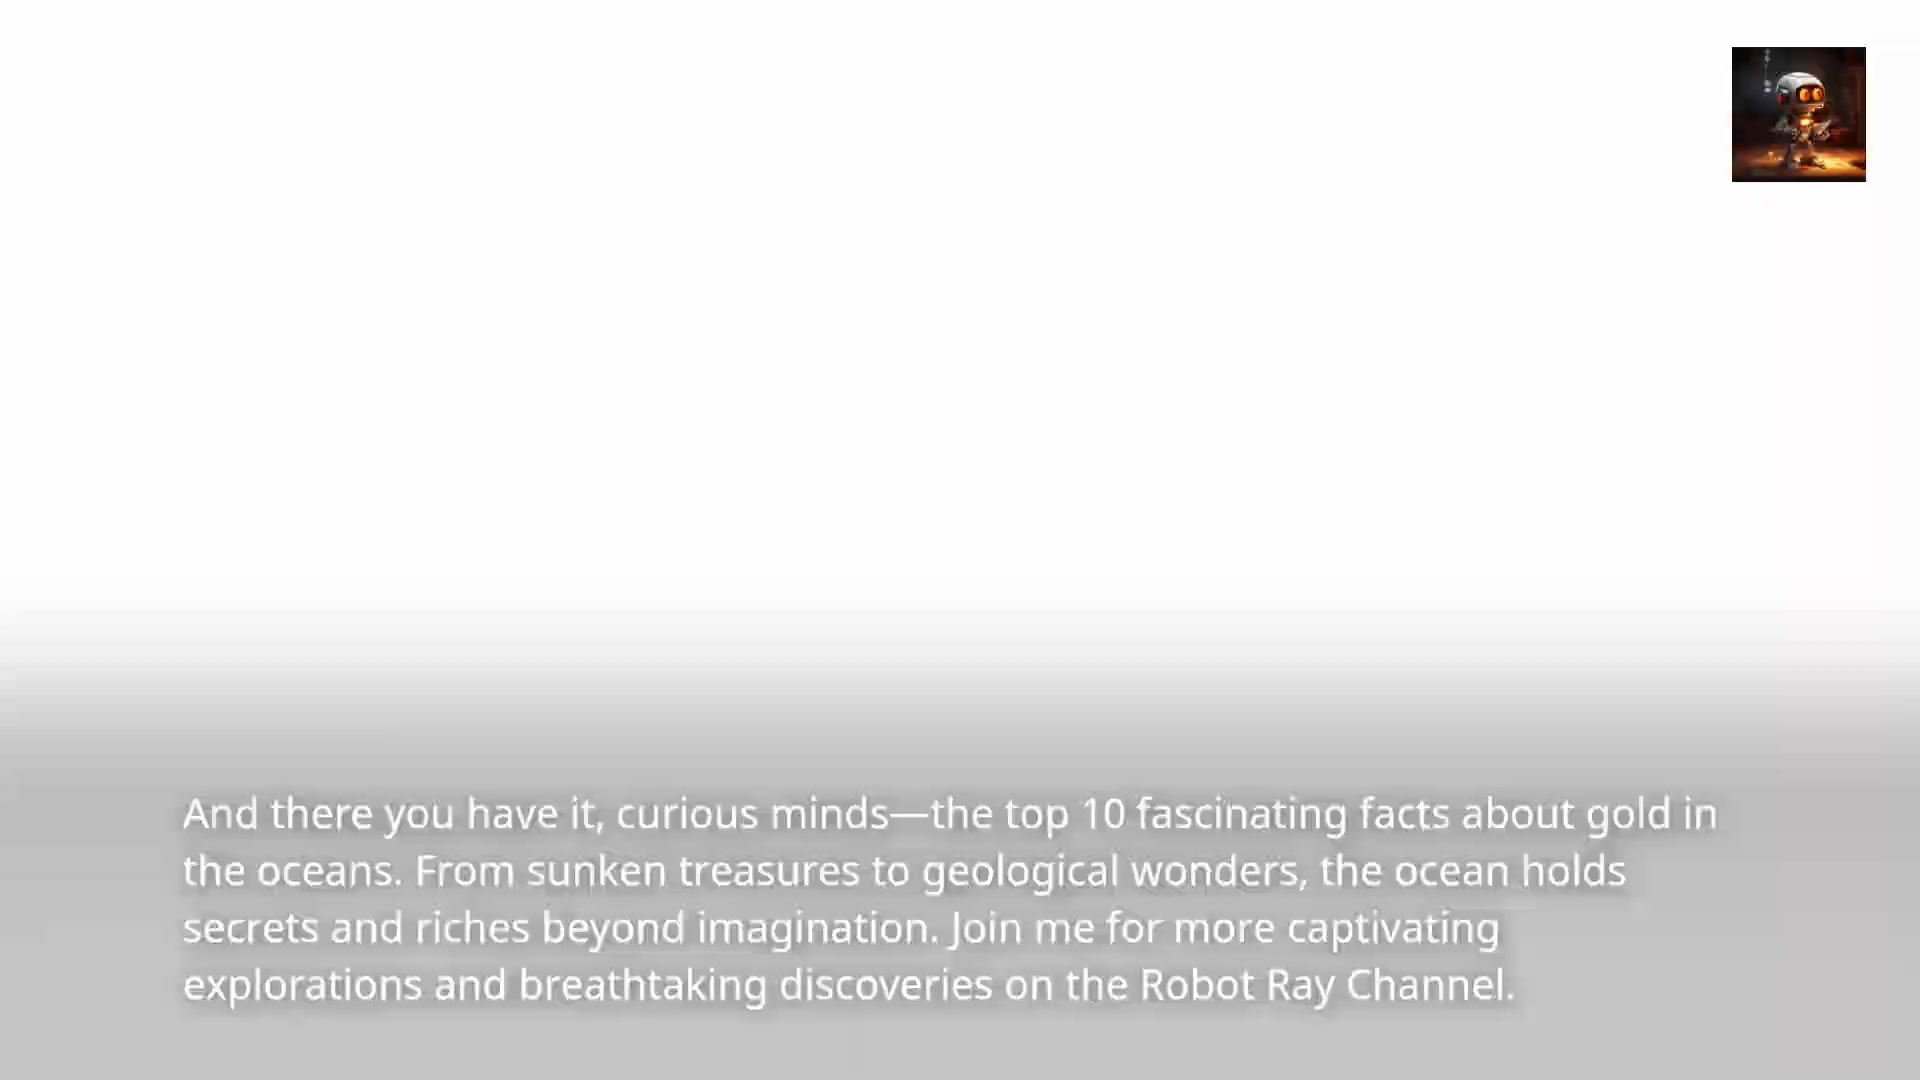 And there you have it, curious minds—the top 10 fascinating facts about gold in
the oceans. From sunken treasures to geological wonders, the ocean holds
secrets and riches beyond imagination. Join me for more captivating
explorations and breathtaking discoveries on the Robot Ray Channel.